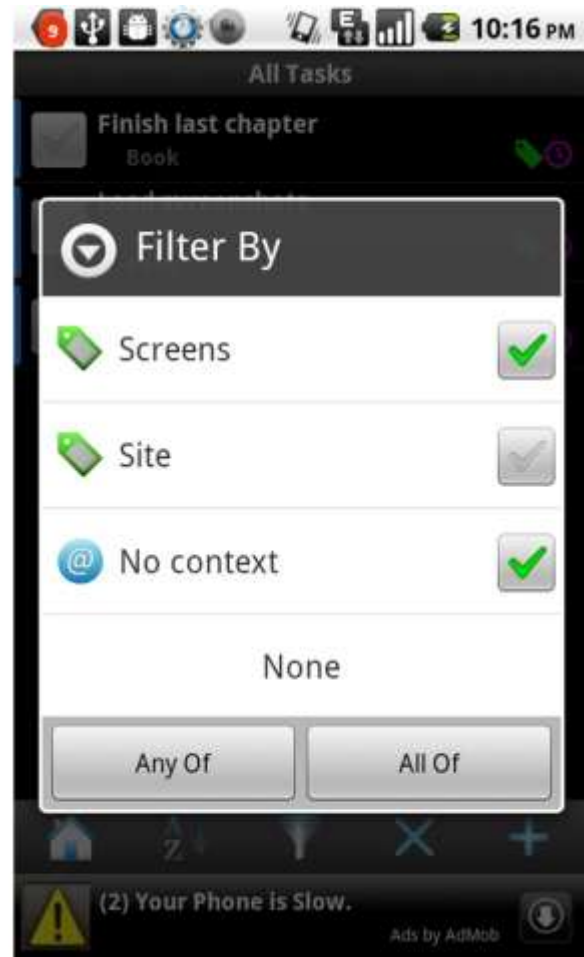 9 E 10:16 PM
All Tasks
Finish last chapter
Book
Filter By
Screens
Site
@ No context
None
Any Of All Of
A
Z
(2) Your Phone is Slow.
Ads by AdMob